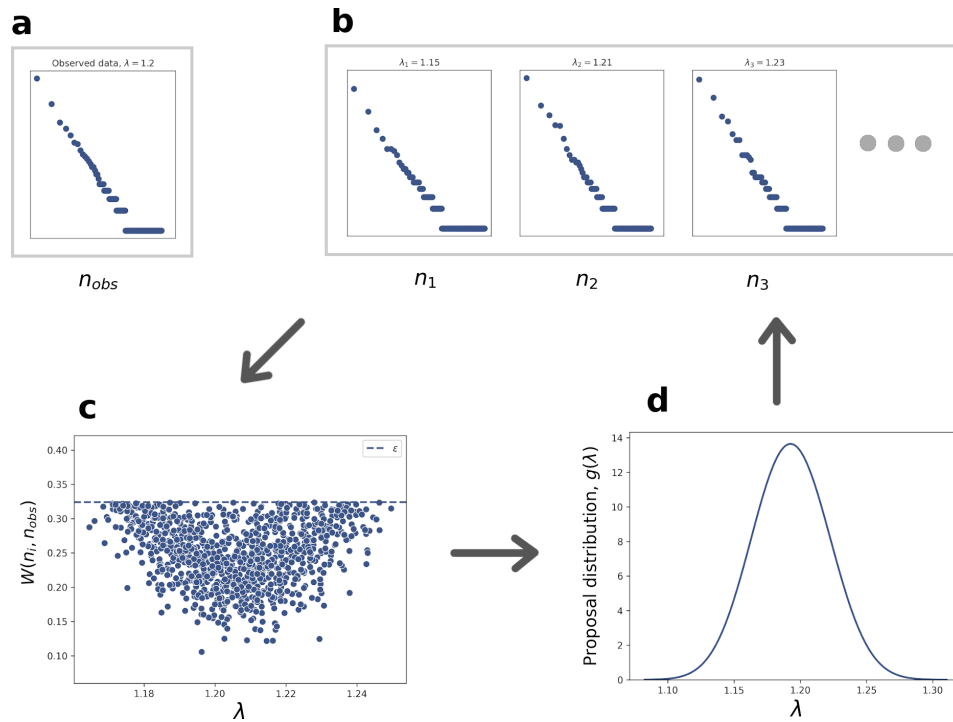 a
Observed data, λ = 1.2
n_obs
b
λ₁ = 1.15
λ₂ = 1.21
λ₃ = 1.23
n₁
n₂
n₃
c
W(nᵢ, n_obs)
0.40
0.35
0.30
0.25
0.20
0.15
0.10
ε
1.18
1.20
1.22
1.24
λ
d
Proposal distribution, g(λ)
14
12
10
8
6
4
2
0
1.10
1.15
1.20
1.25
1.30
λ